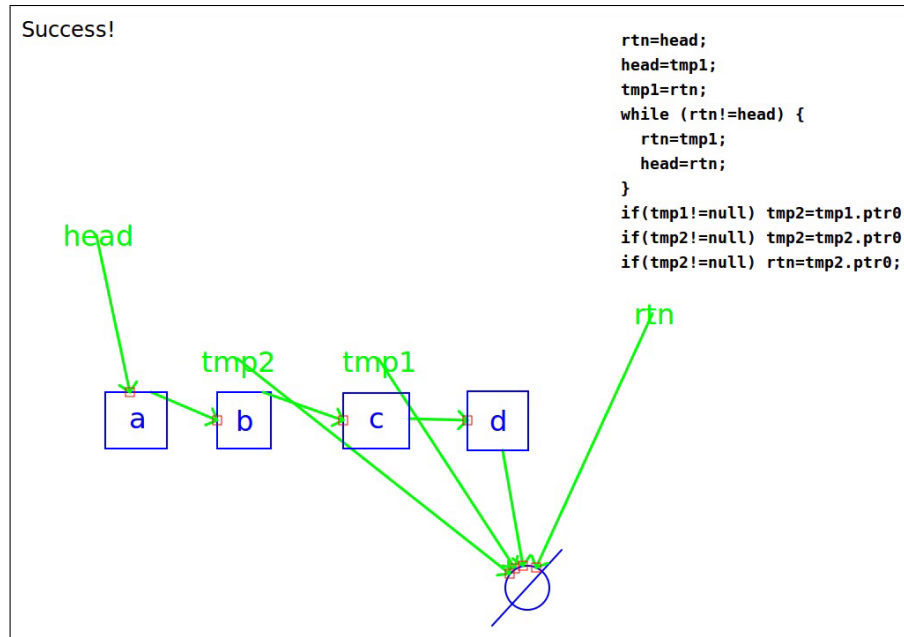 Success!
rtn=head;
head=tmp1;
tmp1=rtn;
while (rtn!=head) {
  rtn=tmp1;
  head=rtn;
}
if(tmp1!=null) tmp2=tmp1.ptr0
if(tmp2!=null) tmp2=tmp2.ptr0
if(tmp2!=null) rtn=tmp2.ptr0;
head
rtn
tmp2
tmp1
a
b
c
d